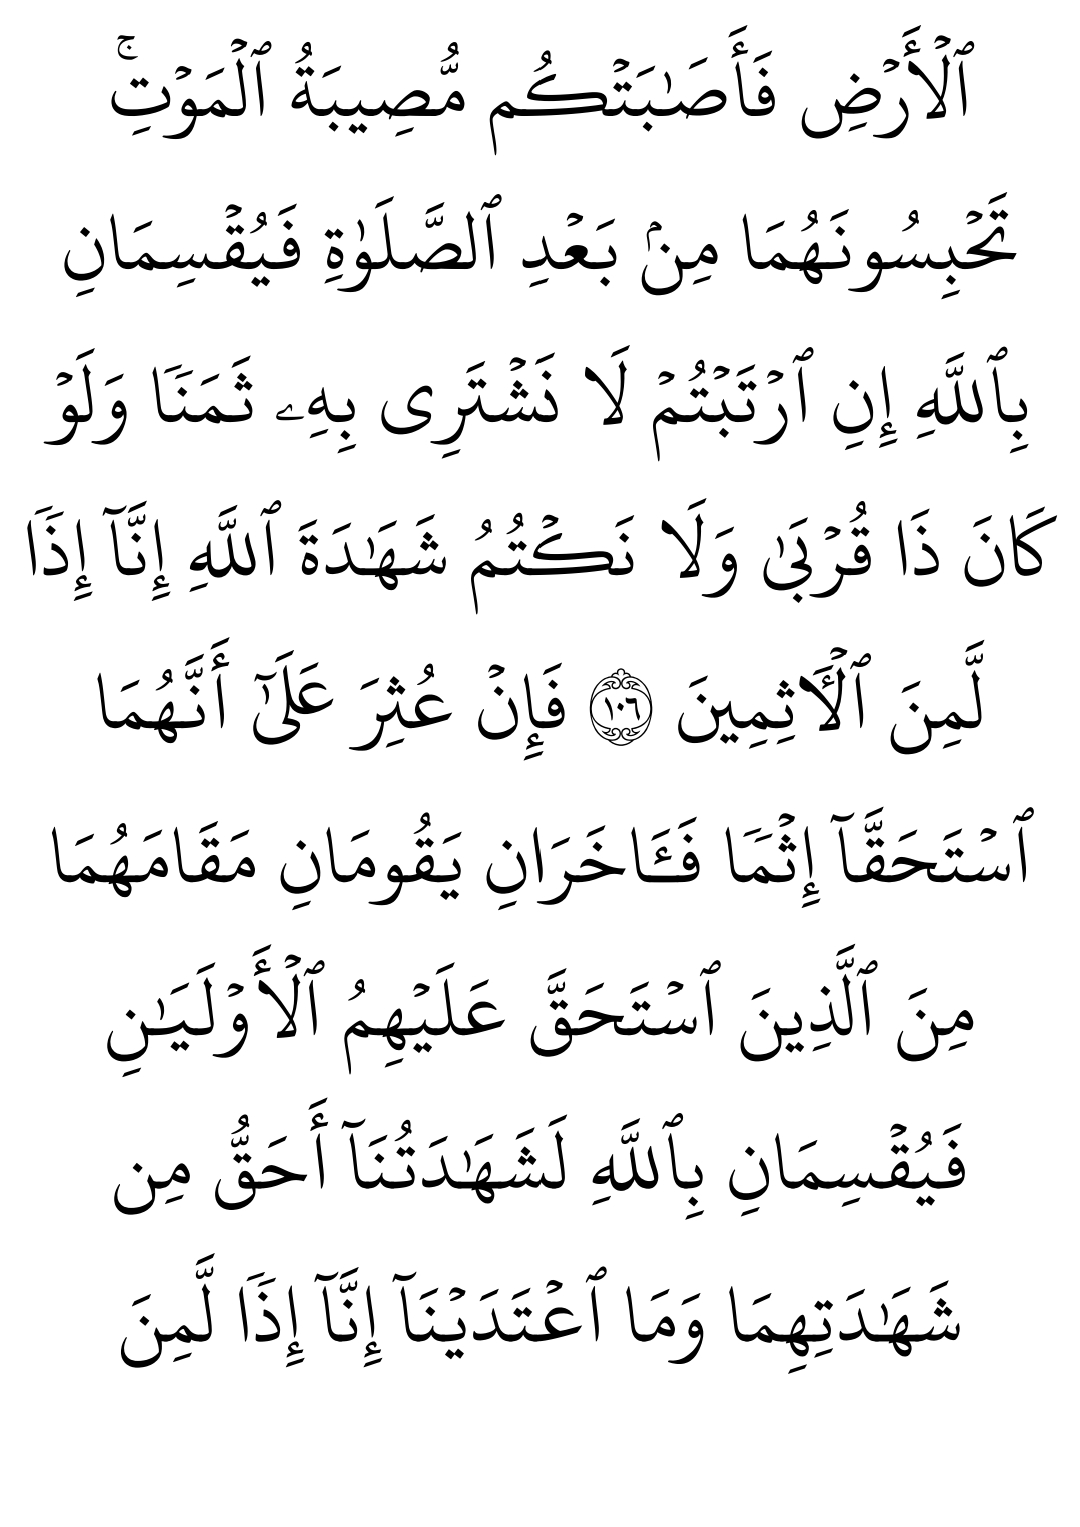 ٱلۡأَرۡضِ فَأَصَٰبَتۡكُم مُّصِيبَةُ ٱلۡمَوۡتِۚ
تَحۡبِسُونَهُمَا مِنۢ بَعۡدِ ٱلصَّلَوٰةِ فَيُقۡسِمَانِ
بِٱللَّهِ إِنِ ٱرۡتَبۡتُمۡ لَا نَشۡتَرِى بِهِۦ ثَمَنٗا وَلَوۡ
كَانَ ذَا قُرۡبَىٰ وَلَا نَكۡتُمُ شَهَٰدَةَ ٱللَّهِ إِنَّآ إِذٗا
لَّمِنَ ٱلۡأَٓثِمِينَ ١٠٦ فَإِنۡ عُثِرَ عَلَىٰٓ أَنَّهُمَا
ٱسۡتَحَقَّآ إِثۡمٗا فَـَٔاخَرَانِ يَقُومَانِ مَقَامَهُمَا
مِنَ ٱلَّذِينَ ٱسۡتَحَقَّ عَلَيۡهِمُ ٱلۡأَوۡلَيَٰنِ
فَيُقۡسِمَانِ بِٱللَّهِ لَشَهَٰدَتُنَآ أَحَقُّ مِن
شَهَٰدَتِهِمَا وَمَا ٱعۡتَدَيۡنَآ إِنَّآ إِذٗا لَّمِنَ